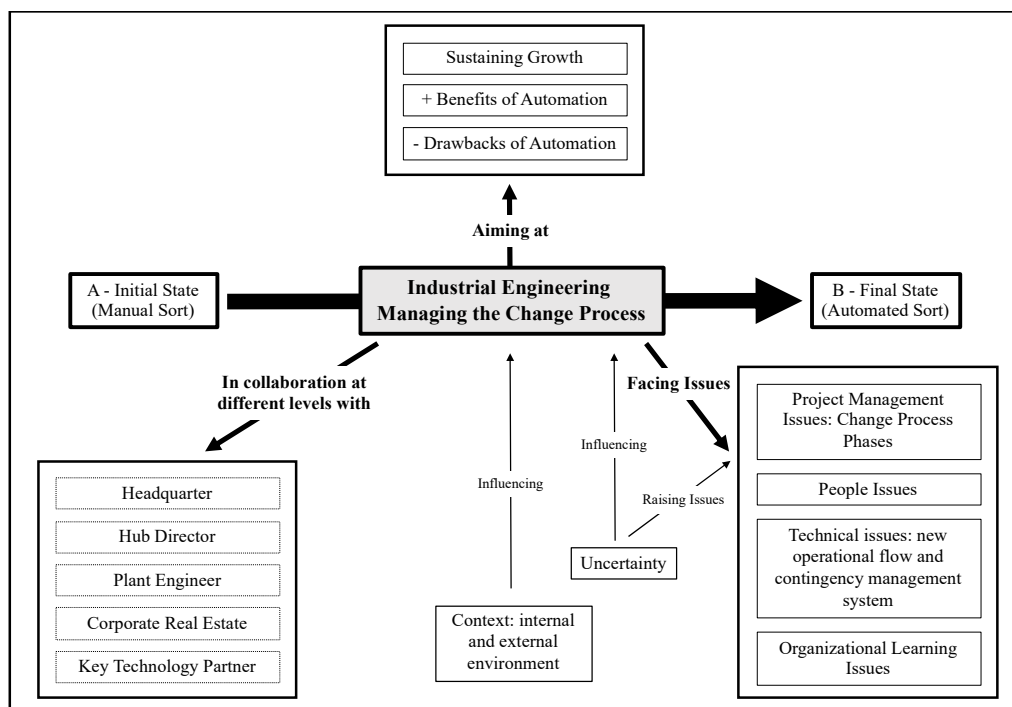 Sustaining Growth
+ Benefits of Automation
- Drawbacks of Automation
Aiming at
A - Initial State
(Manual Sort)
Industrial Engineering
Managing the Change Process
B - Final State
(Automated Sort)
In collaboration at
different levels with
Facing Issues
Headquarter
Hub Director
Plant Engineer
Corporate Real Estate
Key Technology Partner
Influencing
Context: internal
and external
environment
Influencing
Raising Issues
Uncertainty
Project Management
Issues: Change Process
Phases
People Issues
Technical issues: new
operational flow and
contingency management
system
Organizational Learning
Issues